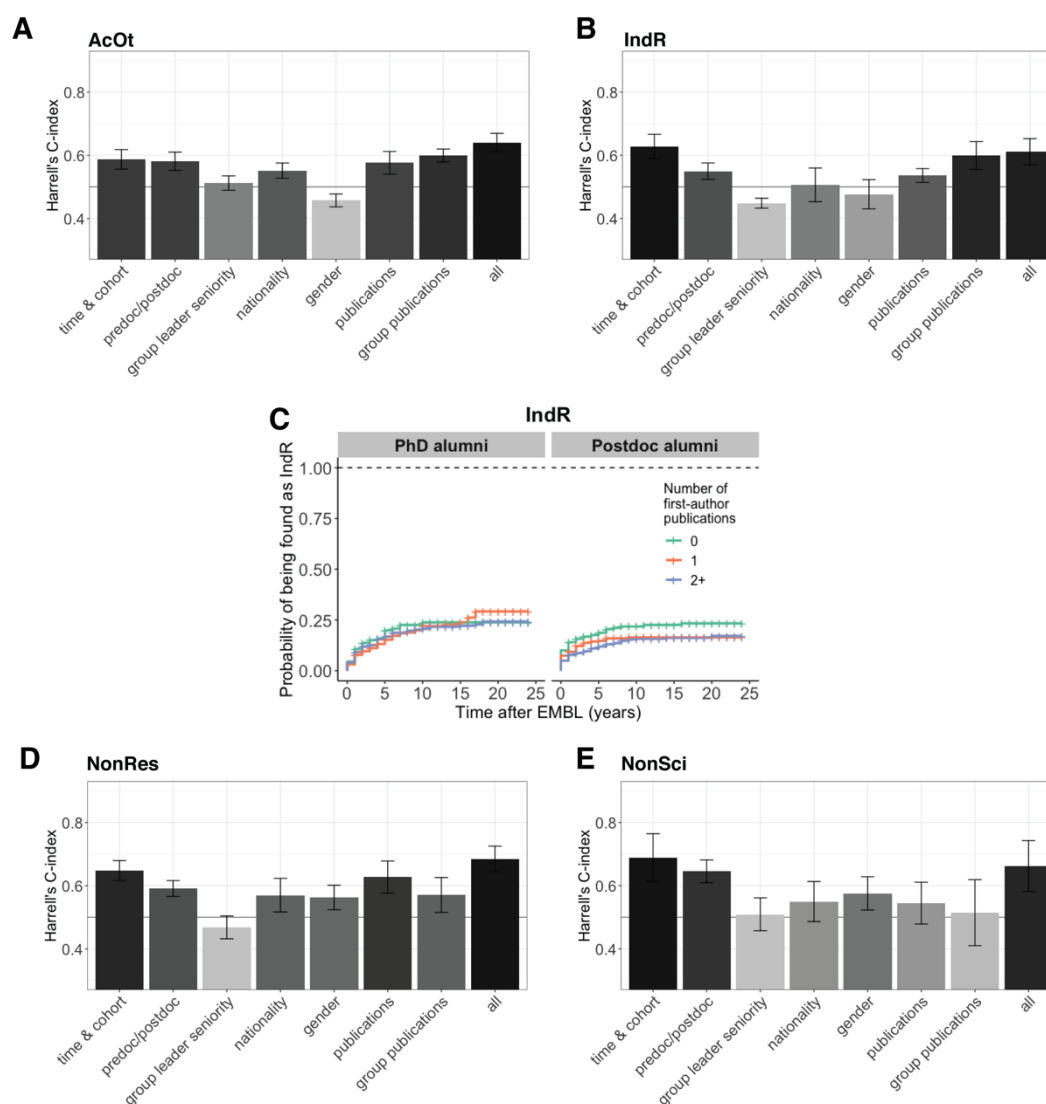 A
AcOt
Harrell's C-index
0.8
0.6
0.4
time & cohort
predoc/postdoc
group leader seniority
nationality
gender
publications
group publications
all
B
IndR
Harrell's C-index
0.8
0.6
0.4
time & cohort
predoc/postdoc
group leader seniority
nationality
gender
publications
group publications
all
C
IndR
PhD alumni
Postdoc alumni
Probability of being found as IndR
1.00
0.75
0.50
0.25
0.00
Number of
first-author
publications
0
1
2+
0 5 10 15 20 25
0 5 10 15 20 25
Time after EMBL (years)
D
NonRes
Harrell's C-index
0.8
0.6
0.4
time & cohort
predoc/postdoc
group leader seniority
nationality
gender
publications
group publications
all
E
NonSci
Harrell's C-index
0.8
0.6
0.4
time & cohort
predoc/postdoc
group leader seniority
nationality
gender
publications
group publications
all